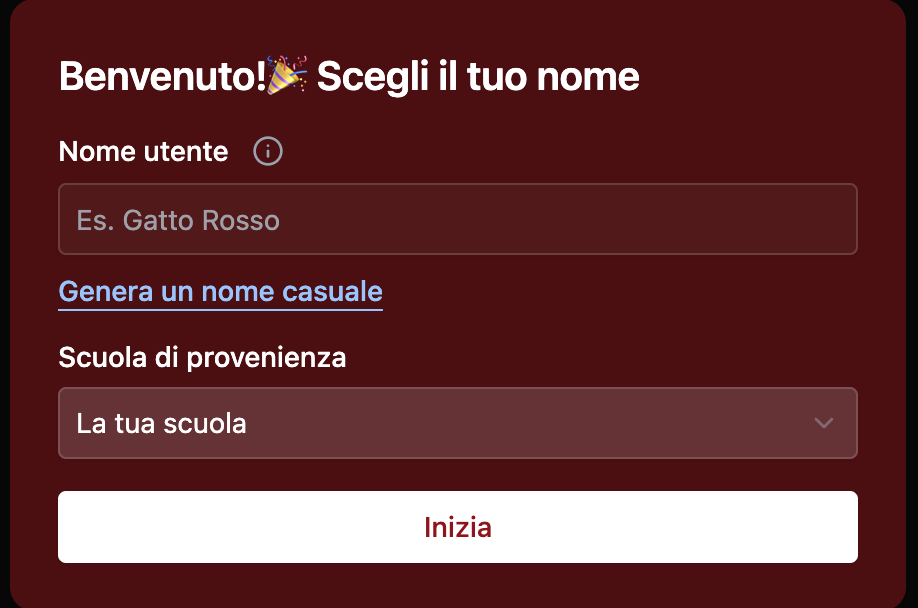 Benvenuto!🎉 Scegli il tuo nome
Nome utente
Es. Gatto Rosso
Genera un nome casuale
Scuola di provenienza
La tua scuola
Inizia